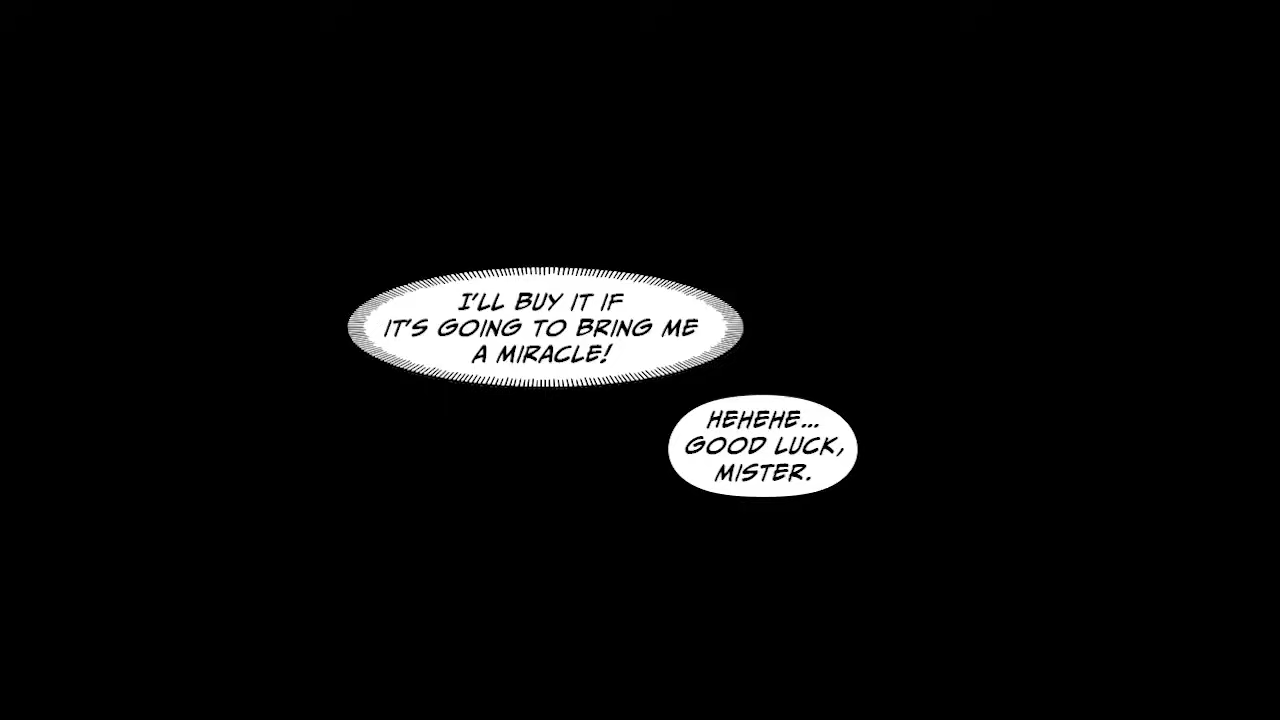 I'LL BUY IT IF
IT'S GOING TO BRING ME
A MIRACLE!
HEHEHE...
GOOD LUCK,
MISTER.